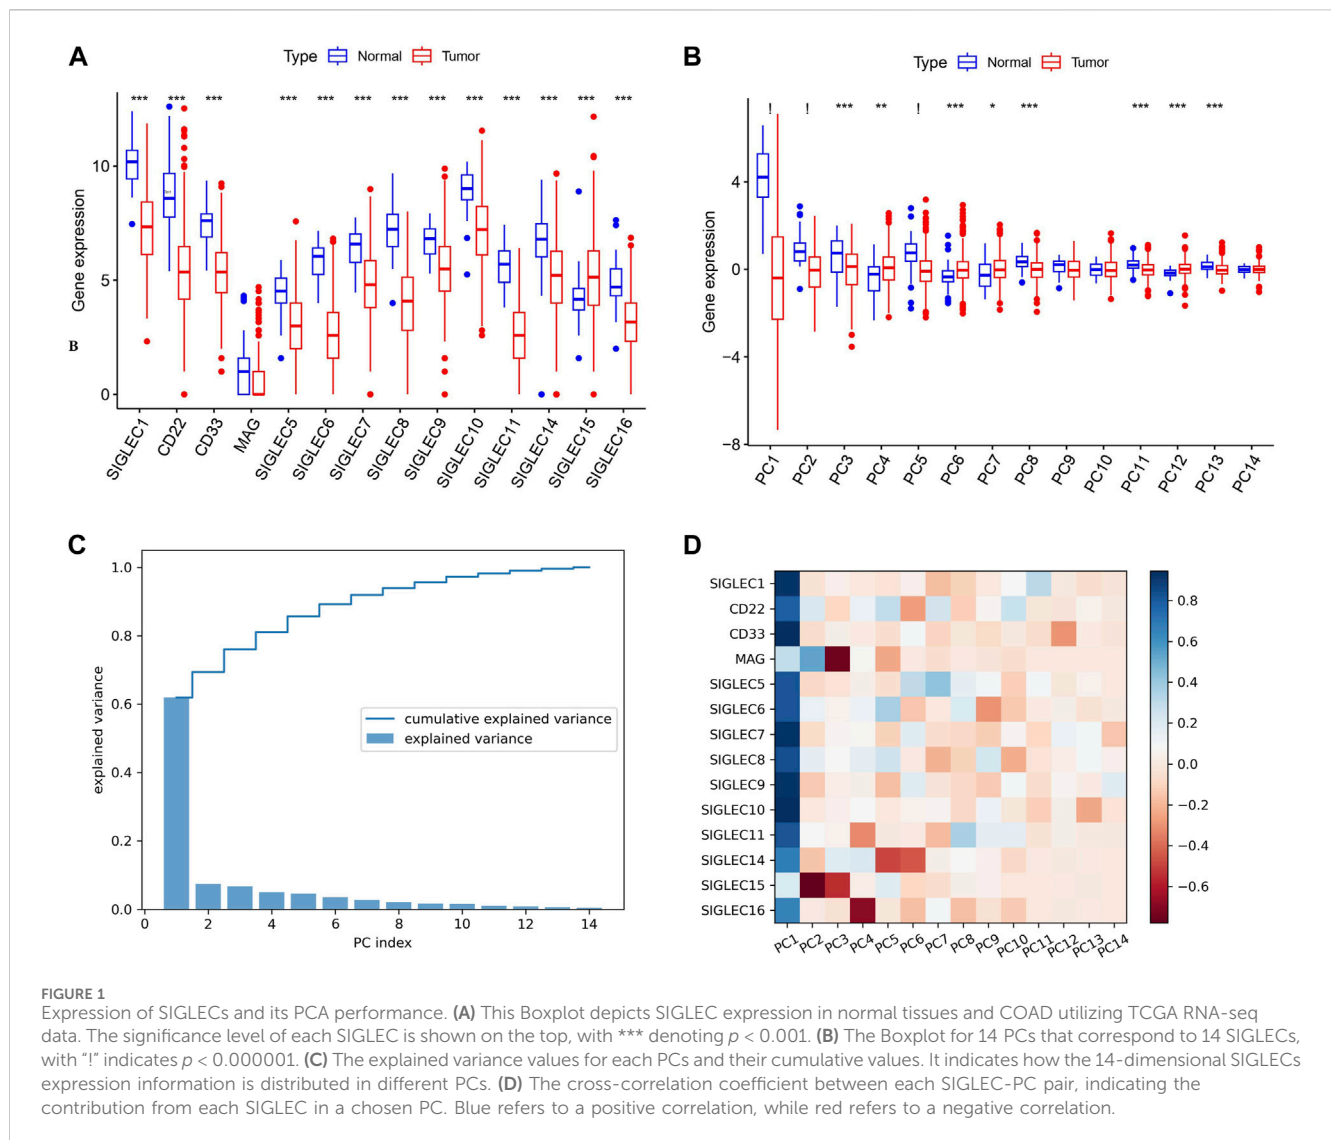 A
Type Normal Tumor
*** *** *** *** *** *** *** *** *** *** *** *** ***
Gene expression
10
5
0
B
SIGLEC1 CD22 CD33 MAG SIGLEC5 SIGLEC6 SIGLEC7 SIGLEC8 SIGLEC9 SIGLEC10 SIGLEC11 SIGLEC14 SIGLEC15 SIGLEC16
B
Type Normal Tumor
! ! *** ** ! *** * *** *** *** ***
Gene expression
4
0
−4
−8
PC1 PC2 PC3 PC4 PC5 PC6 PC7 PC8 PC9 PC10 PC11 PC12 PC13 PC14
C
explained variance
1.0
0.8
0.6
0.4
0.2
0.0
cumulative explained variance
explained variance
0 2 4 6 8 10 12 14
PC index
D
SIGLEC1
CD22
CD33
MAG
SIGLEC5
SIGLEC6
SIGLEC7
SIGLEC8
SIGLEC9
SIGLEC10
SIGLEC11
SIGLEC14
SIGLEC15
SIGLEC16
PC1 PC2 PC3 PC4 PC5 PC6 PC7 PC8 PC9 PC10 PC11 PC12 PC13 PC14
0.8
0.6
0.4
0.2
0.0
−0.2
−0.4
−0.6
FIGURE 1
Expression of SIGLECs and its PCA performance. (A) This Boxplot depicts SIGLEC expression in normal tissues and COAD utilizing TCGA RNA-seq
data. The significance level of each SIGLEC is shown on the top, with *** denoting p < 0.001. (B) The Boxplot for 14 PCs that correspond to 14 SIGLECs,
with "!" indicates p < 0.000001. (C) The explained variance values for each PCs and their cumulative values. It indicates how the 14-dimensional SIGLECs
expression information is distributed in different PCs. (D) The cross-correlation coefficient between each SIGLEC-PC pair, indicating the
contribution from each SIGLEC in a chosen PC. Blue refers to a positive correlation, while red refers to a negative correlation.